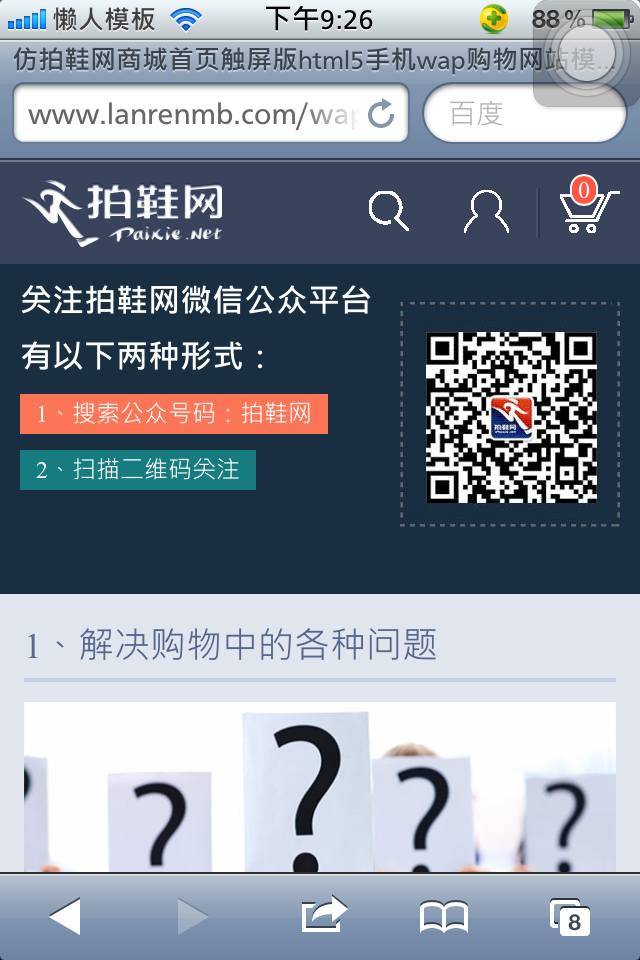 懒人模板 下午9:26 88%
仿拍鞋网商城首页触屏版html5手机wap购物网站模...
www.lanrenmb.com/wap 百度
拍鞋网
Paixie.Net
0
关注拍鞋网微信公众平台
有以下两种形式：
1、搜索公众号码：拍鞋网
2、扫描二维码关注
拍鞋网
1、解决购物中的各种问题
? ? ? ? ?
8